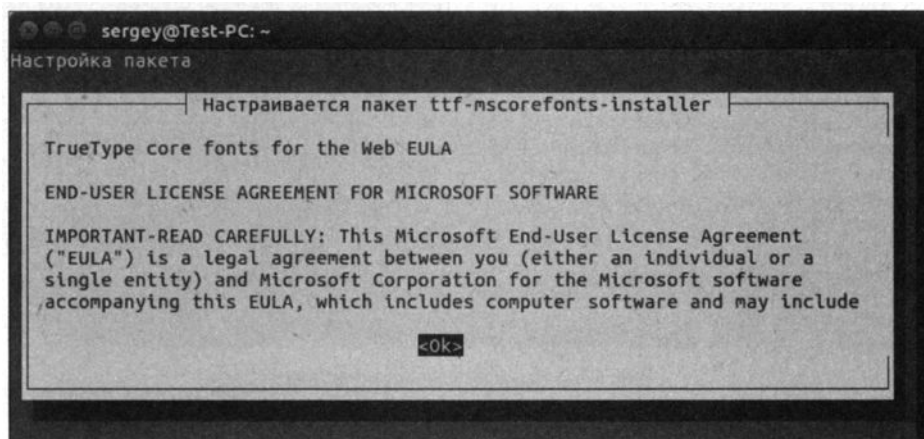 sergey@Test-PC: ~
Настройка пакета
Настраивается пакет ttf-mscorefonts-installer
TrueType core fonts for the Web EULA
END-USER LICENSE AGREEMENT FOR MICROSOFT SOFTWARE
IMPORTANT-READ CAREFULLY: This Microsoft End-User License Agreement
("EULA") is a legal agreement between you (either an individual or a
single entity) and Microsoft Corporation for the Microsoft software
accompanying this EULA, which includes computer software and may include
<Ok>